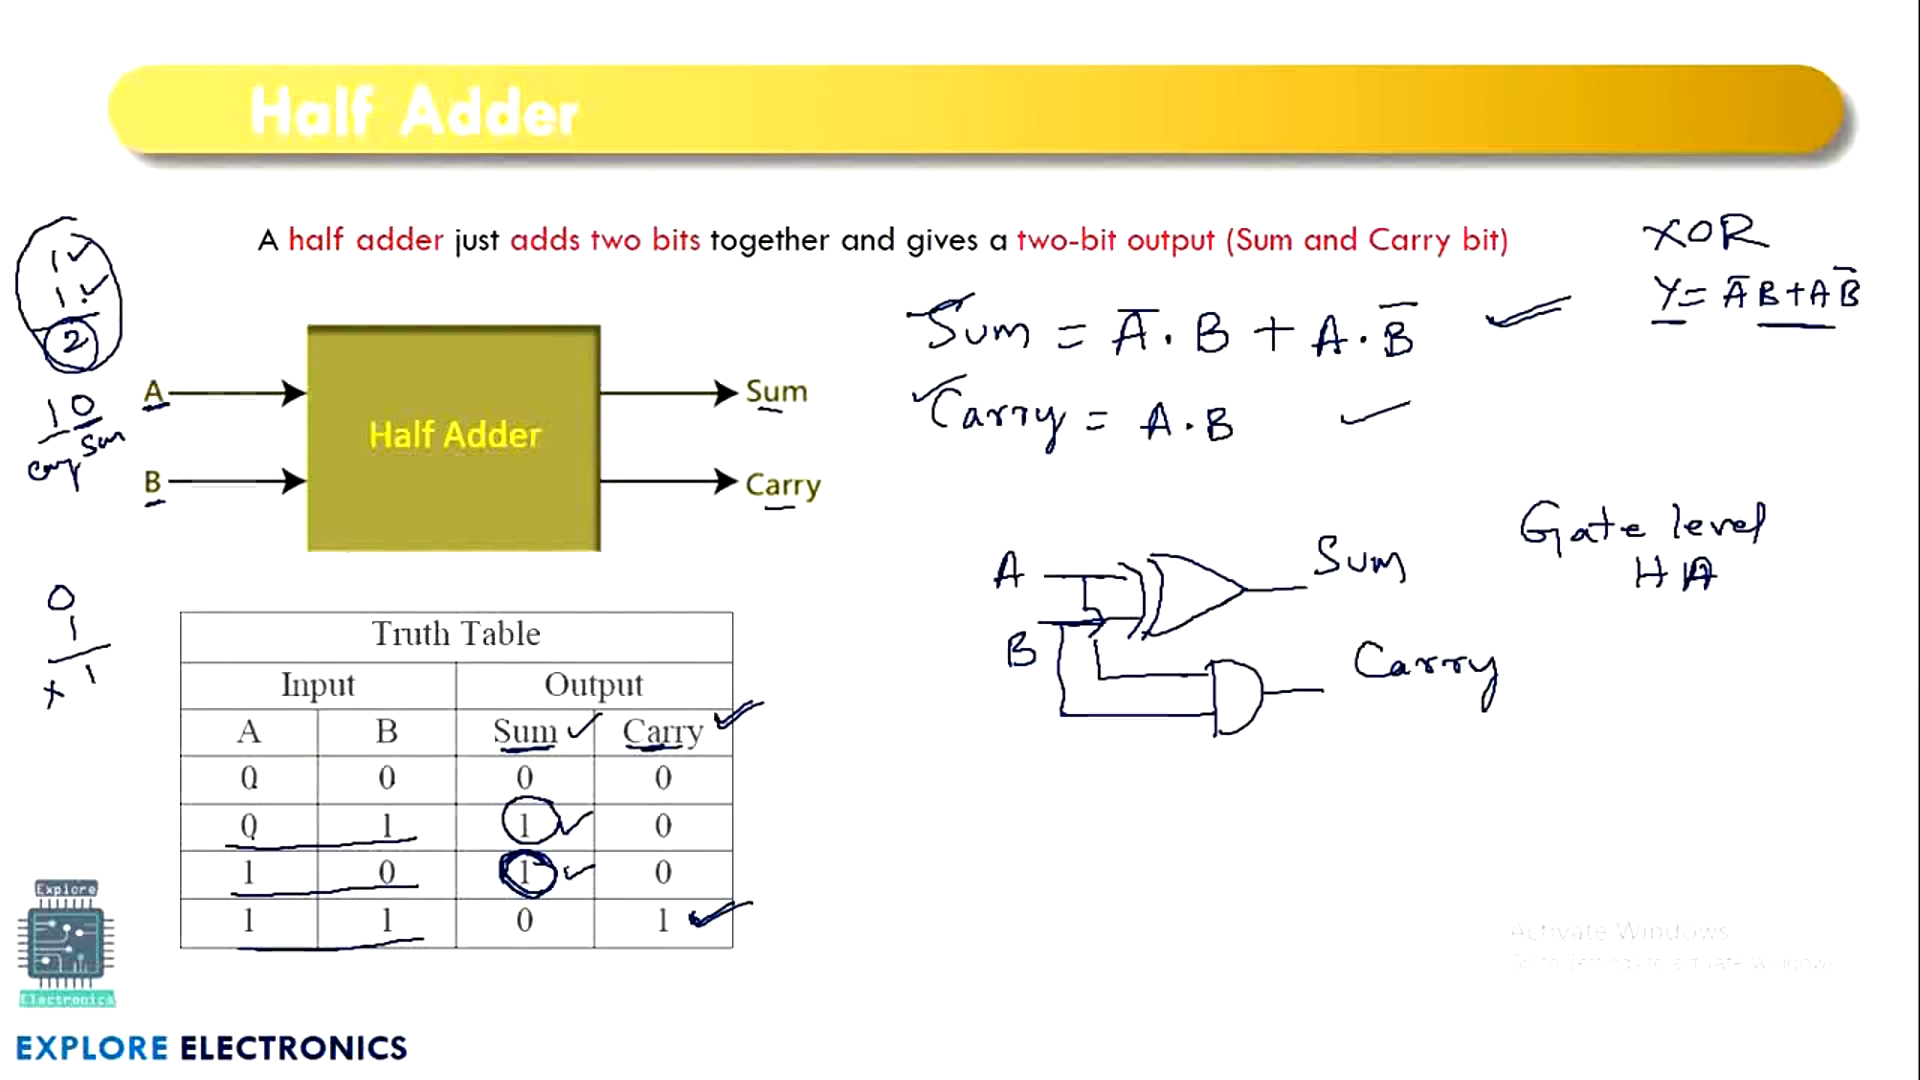 Half Adder
A half adder just adds two bits together and gives a two-bit output (Sum and Carry bit)
XOR
Y = A̅B + AB̅
1
1
2
10
Sum = A̅.B + A.B̅
Carry = A.B
A
B
Half Adder
Sum
Carry
Gate level
HA
A
B
Sum
Carry
0
1
1
Truth Table
Input Output
A B Sum Carry
0 0 0 0
0 1 1 0
1 0 1 0
1 1 0 1
Explore
Electronics
EXPLORE ELECTRONICS
Activate Windows